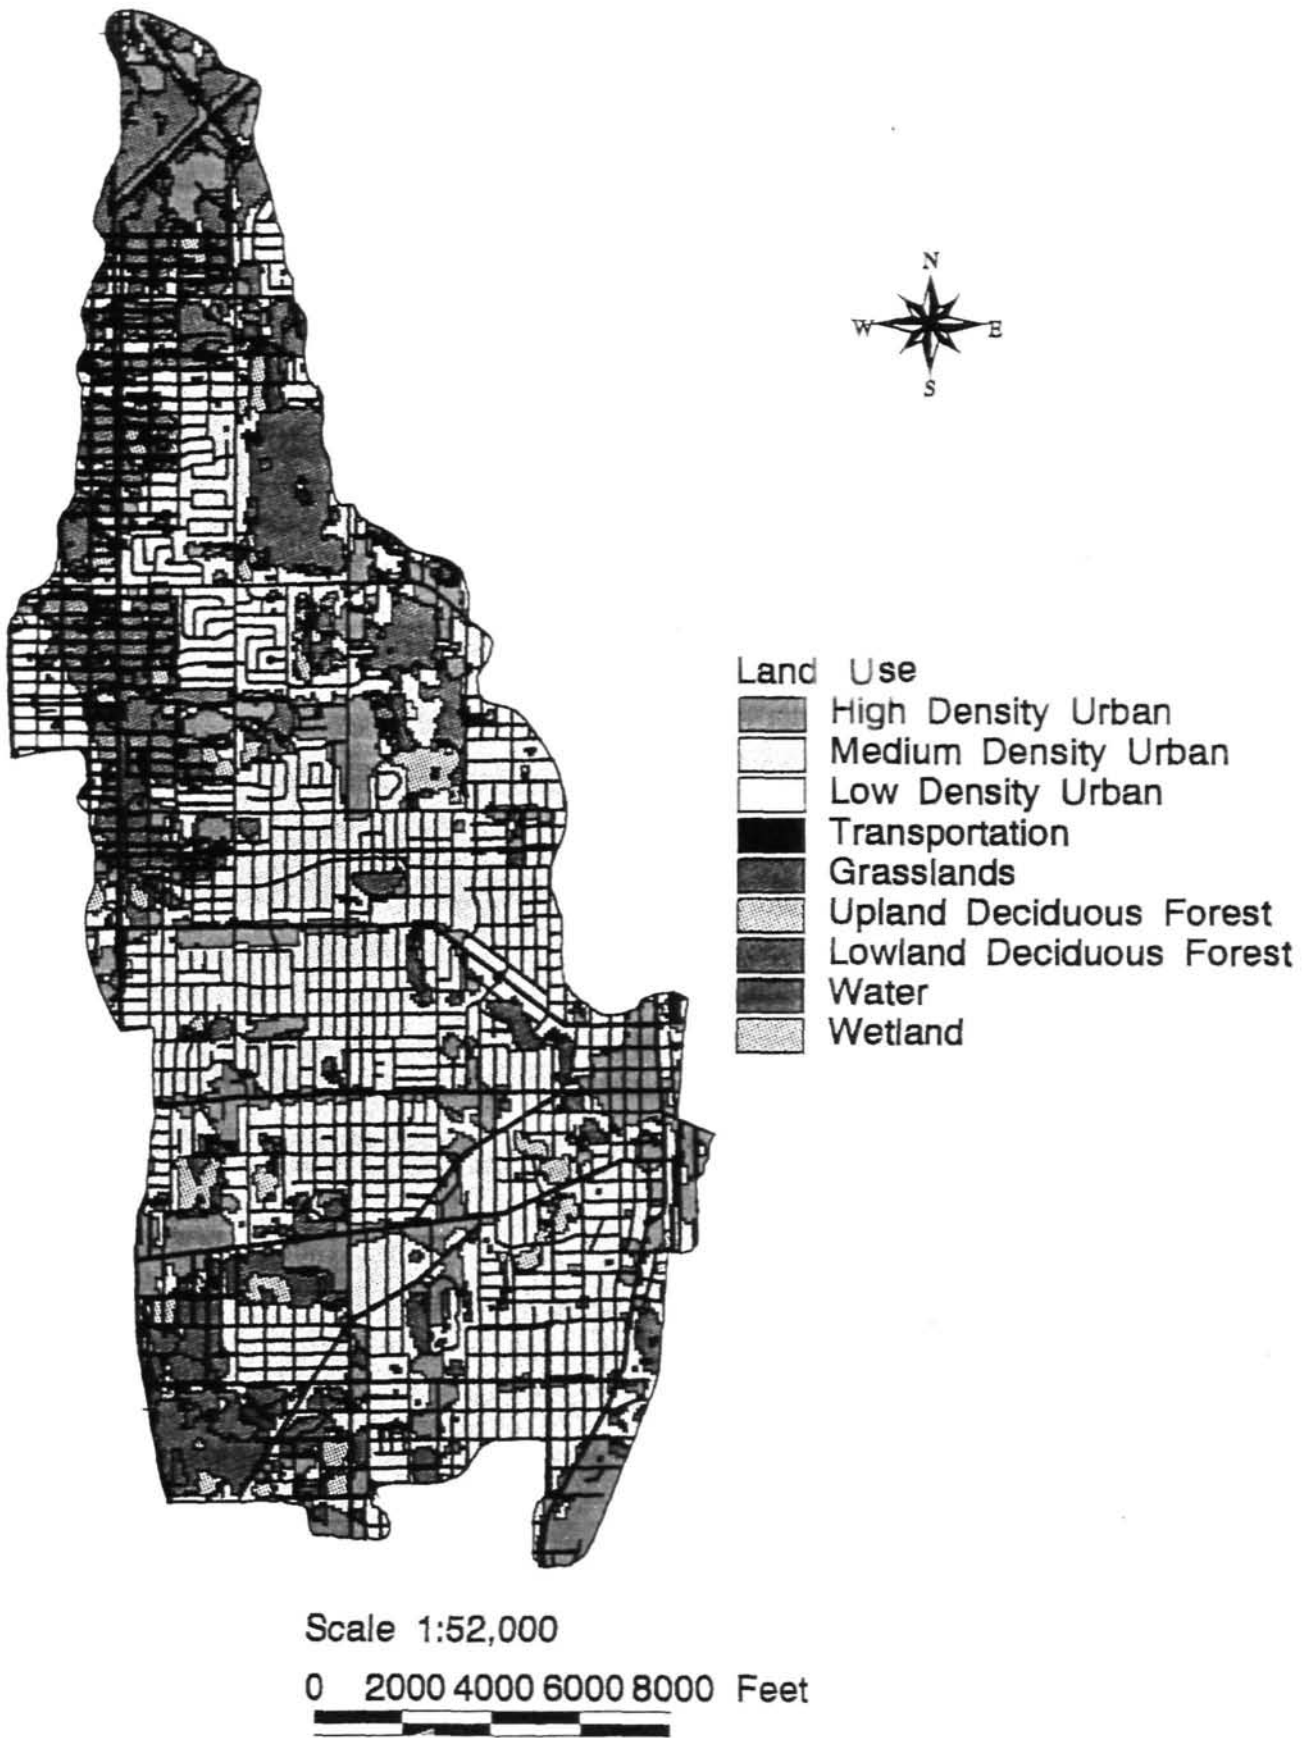 N
W E
S
Land Use
High Density Urban
Medium Density Urban
Low Density Urban
Transportation
Grasslands
Upland Deciduous Forest
Lowland Deciduous Forest
Water
Wetland
Scale 1:52,000
0 2000 4000 6000 8000 Feet